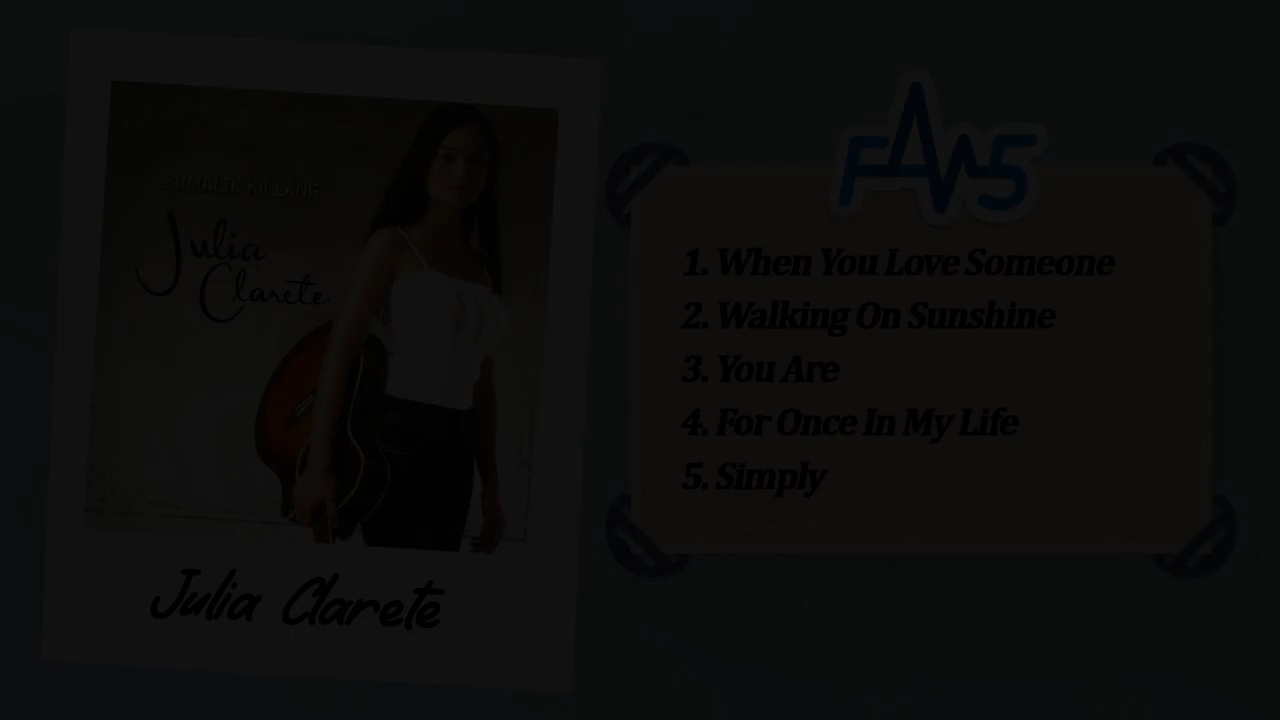 BUMALIK KA LANG
Julia
Clarete
Julia Clarete
FAV5
1. When You Love Someone
2. Walking On Sunshine
3. You Are
4. For Once In My Life
5. Simply